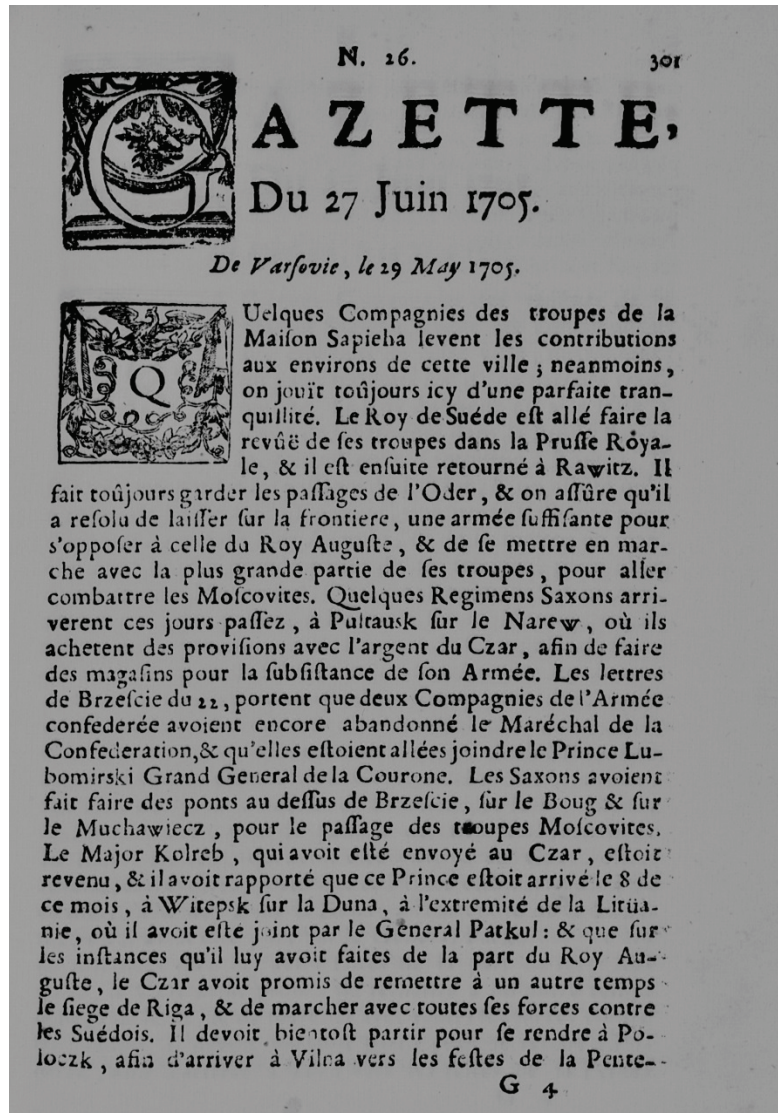 N. 26. 301
GAZETTE,
Du 27 Juin 1705.
De Varſovie, le 29 May 1705.
QUelques Compagnies des troupes de la
Maiſon Sapieha levent les contributions
aux environs de cette ville ; neanmoins,
on jouït toûjours icy d'une parfaite tran-
quillité. Le Roy de Suéde eſt allé faire la
revûë de ſes troupes dans la Pruſſe Royа-
le, & il eſt enſuite retourné à Rawitz. Il
fait toûjours garder les paſſages de l'Oder, & on aſſûre qu'il
a reſolu de laiſſer ſur la frontiere, une armée ſuffiſante pour
s'oppoſer à celle du Roy Auguſte, & de ſe mettre en mar-
che avec la plus grande partie de ſes troupes, pour aller
combattre les Moſcovites. Quelques Regimens Saxons arri-
verent ces jours paſſez, à Pultausk ſur le Narew, où ils
achetent des proviſions avec l'argent du Czar, afin de faire
des magaſins pour la ſubſiſtance de ſon Armée. Les lettres
de Brzeſcie du 22, portent que deux Compagnies de l'Armée
confederée avoient encore abandonné le Maréchal de la
Confederation, & qu'elles eſtoient allées joindre le Prince Lu-
bomirski Grand General de la Courone. Les Saxons avoient
fait faire des ponts au deſſus de Brzeſcie, ſur le Boug & ſur
le Muchawiecz, pour le paſſage des troupes Moſcovites.
Le Major Kolreb, qui avoit eſté envoyé au Czar, eſtoit
revenu, & il avoit rapporté que ce Prince eſtoit arrivé le 8 de
ce mois, à Witepsk ſur la Duna, à l'extremité de la Litüa-
nie, où il avoit eſté joint par le General Patkul : & que ſur
les inſtances qu'il luy avoit faites de la part du Roy Au-
guſte, le Czar avoit promis de remettre à un autre temps
le ſiege de Riga, & de marcher avec toutes ſes forces contre
les Suédois. Il devoit bientoſt partir pour ſe rendre à Po-
loczk, afin d'arriver à Vilna vers les feſtes de la Pente-
G 4